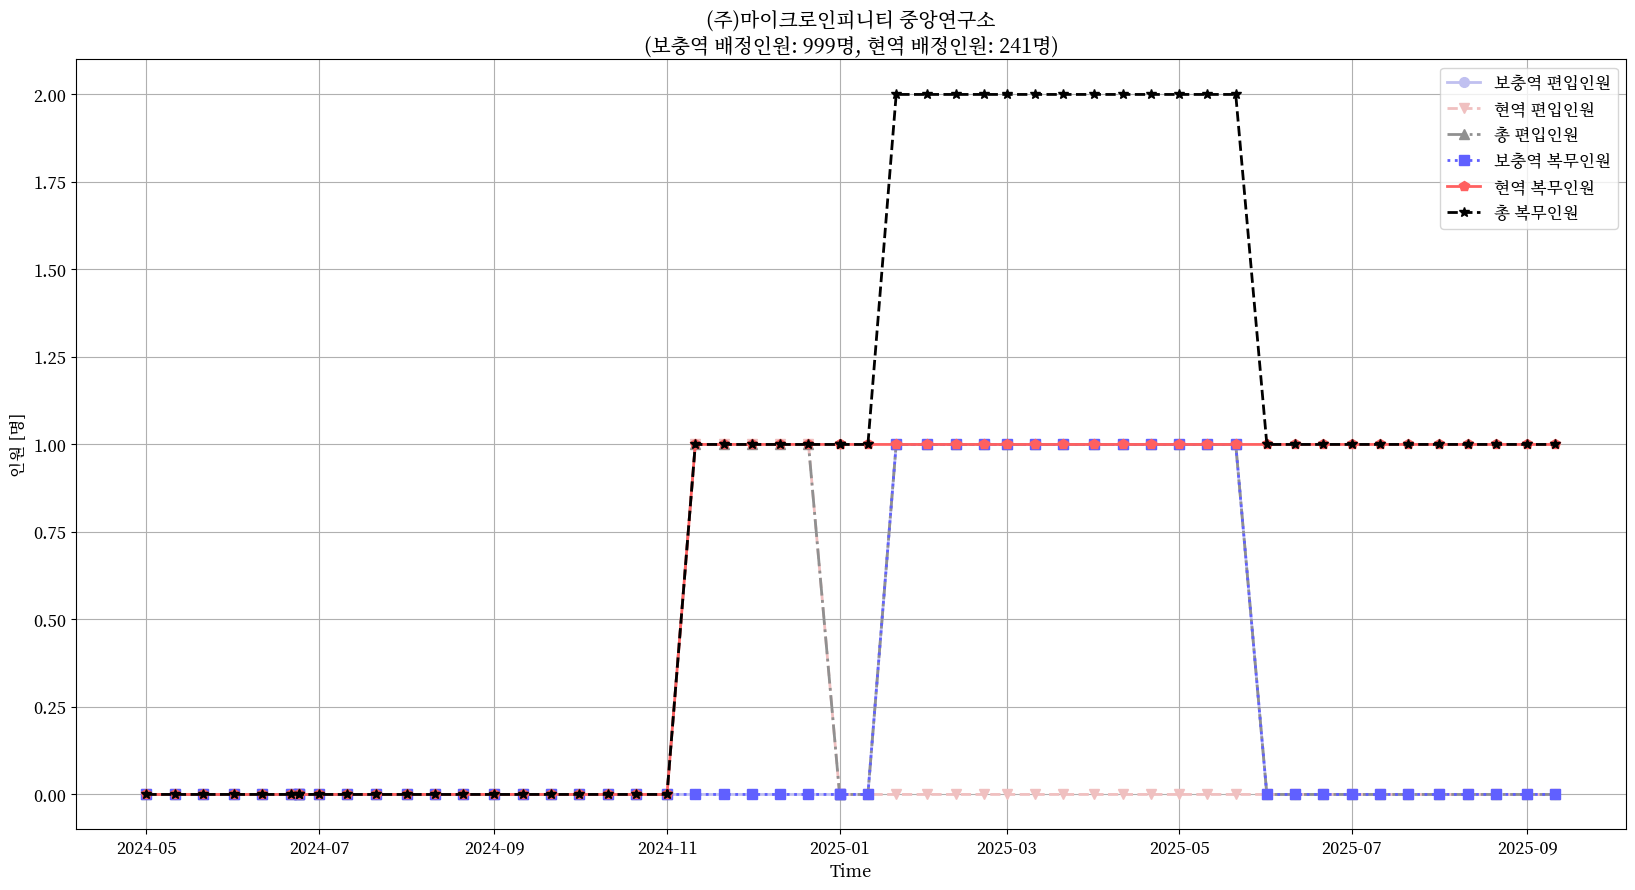 (주)마이크로인피니티 중앙연구소
(보충역 배정인원: 999명, 현역 배정인원: 241명)
보충역 편입인원
현역 편입인원
총 편입인원
보충역 복무인원
현역 복무인원
총 복무인원
2.00
1.75
1.50
1.25
1.00
0.75
0.50
0.25
0.00
인원 [명]
2024-05
2024-07
2024-09
2024-11
2025-01
2025-03
2025-05
2025-07
2025-09
Time